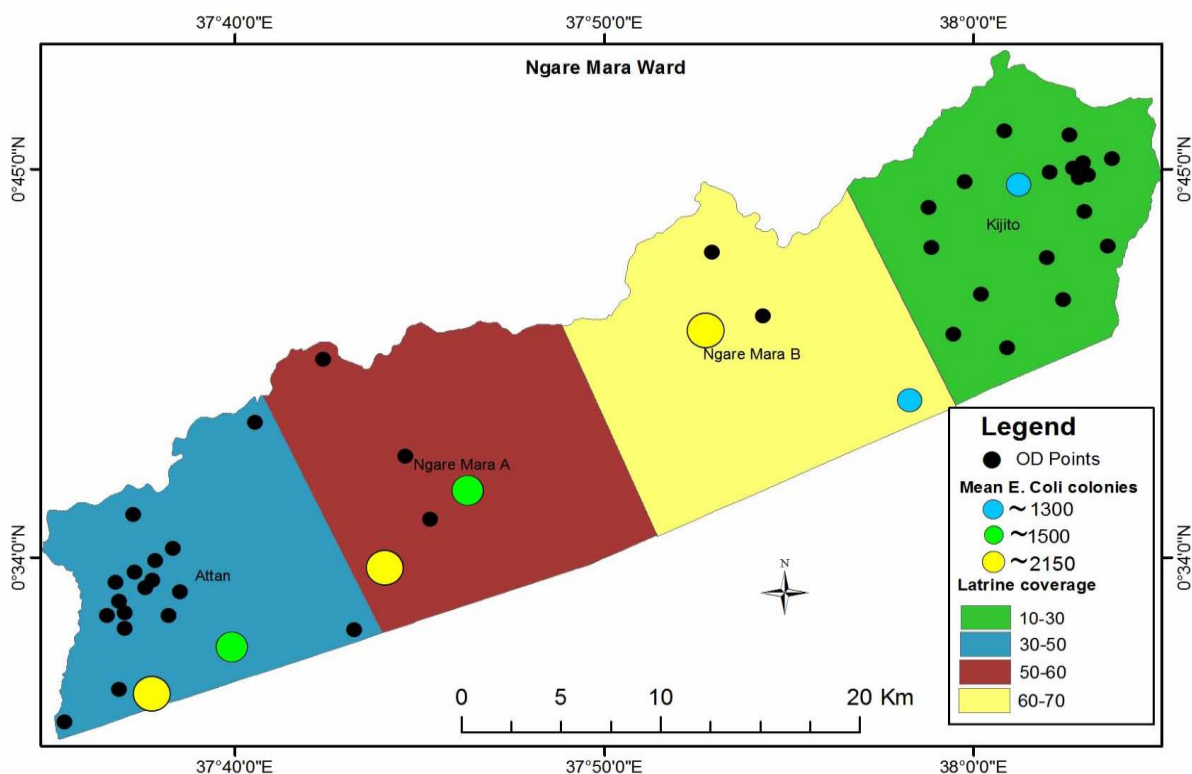 37°40'0"E 37°50'0"E 38°0'0"E
Ngare Mara Ward
0°45'0"N 0°45'0"N
Kijito
Ngare Mara B
Ngare Mara A
Attan
0°34'0"N 0°34'0"N
N
0 5 10 20 Km
Legend
OD Points
Mean E. Coli colonies
~1300
~1500
~2150
Latrine coverage
10-30
30-50
50-60
60-70
37°40'0"E 37°50'0"E 38°0'0"E